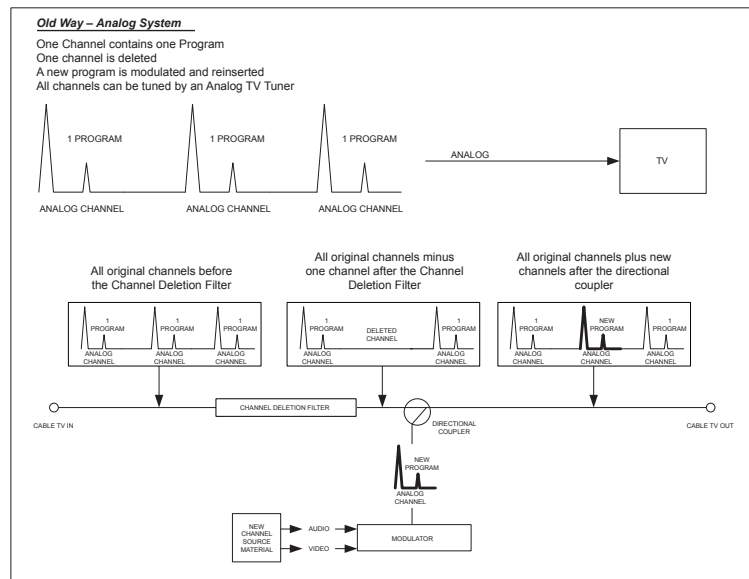 Old Way – Analog System
One Channel contains one Program
One channel is deleted
A new program is modulated and reinserted
All channels can be tuned by an Analog TV Tuner
1 PROGRAM
1 PROGRAM
1 PROGRAM
ANALOG
TV
ANALOG CHANNEL
ANALOG CHANNEL
ANALOG CHANNEL
All original channels before
the Channel Deletion Filter
All original channels minus
one channel after the Channel
Deletion Filter
All original channels plus new
channels after the directional
coupler
1
PROGRAM
1
PROGRAM
1
PROGRAM
ANALOG
CHANNEL
ANALOG
CHANNEL
ANALOG
CHANNEL
1
PROGRAM
DELETED
CHANNEL
1
PROGRAM
ANALOG
CHANNEL
ANALOG
CHANNEL
1
PROGRAM
NEW
PROGRAM
1
PROGRAM
ANALOG
CHANNEL
ANALOG
CHANNEL
ANALOG
CHANNEL
CHANNEL DELETION FILTER
CABLE TV IN
DIRECTIONAL
COUPLER
CABLE TV OUT
NEW
PROGRAM
ANALOG
CHANNEL
NEW
CHANNEL
SOURCE
MATERIAL
AUDIO
VIDEO
MODULATOR